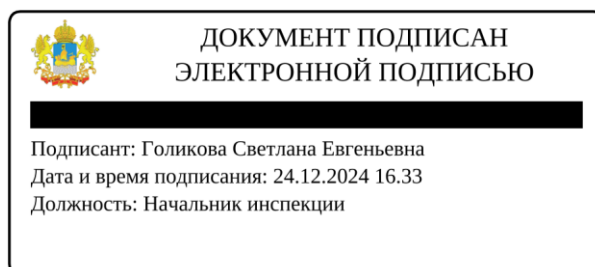 ДОКУМЕНТ ПОДПИСАН
ЭЛЕКТРОННОЙ ПОДПИСЬЮ
Подписант: Голикова Светлана Евгеньевна
Дата и время подписания: 24.12.2024 16.33
Должность: Начальник инспекции